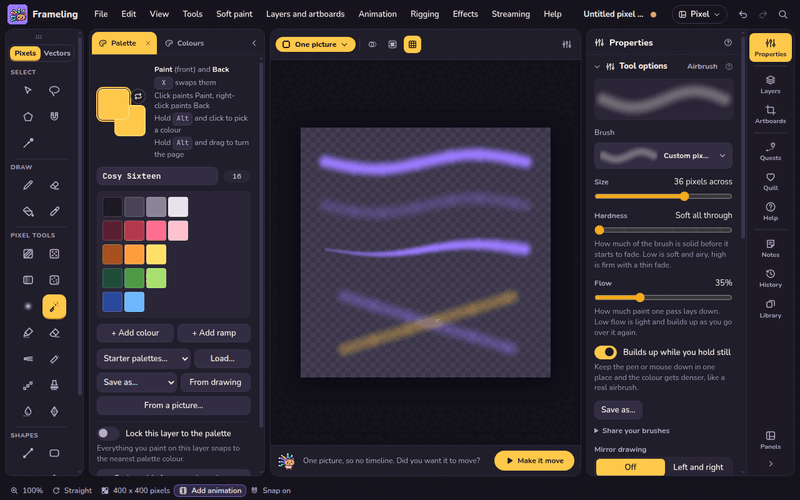 Frameling
File Edit View Tools Soft paint Layers and artboards Animation Rigging Effects Streaming Help
Untitled pixel ...
Pixel
Pixels Vectors
SELECT
DRAW
PIXEL TOOLS
SHAPES
Palette
Colours
Paint (front) and Back
X swaps them
Click paints Paint, right-
click paints Back
Hold Alt and click to pick
a colour
Hold Alt and drag to turn
the page
Cosy Sixteen 16
+ Add colour + Add ramp
Starter palettes... Load...
Save as... From drawing
From a picture...
Lock this layer to the palette
Everything you paint on this layer snaps to
the nearest palette colour.
One picture
One picture, so no timeline. Did you want it to move?
Make it move
Properties
Tool options Airbrush
Brush
Custom pix...
Size 36 pixels across
Hardness Soft all through
How much of the brush is solid before it
starts to fade. Low is soft and airy, high
is firm with a thin fade.
Flow 35%
How much paint one pass lays down.
Low flow is light and builds up as you go
over it again.
Builds up while you hold still
Keep the pen or mouse down in one
place and the colour gets denser, like a
real airbrush.
Save as...
Share your brushes
Mirror drawing
Off Left and right
Properties
Layers
Artboards
Quests
Quill
Help
Notes
History
Library
Panels
100% Straight 400 x 400 pixels Add animation Snap on